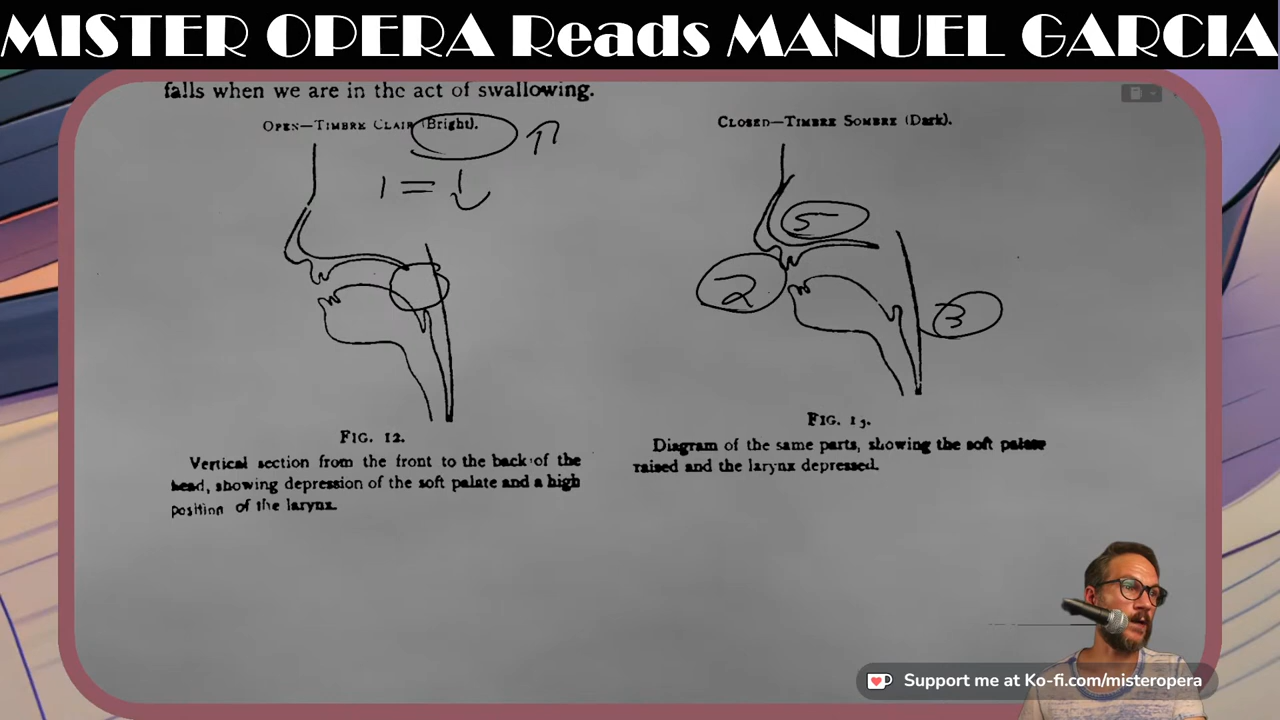 MISTER OPERA Reads MANUEL GARCIA
falls when we are in the act of swallowing.
OPEN—TIMBRE CLAIR (Bright).
1 =
FIG. 12.
Vertical section from the front to the back of the
head, showing depression of the soft palate and a high
position of the larynx.
CLOSED—TIMBRE SOMBRE (Dark).
5
2
3
FIG. 13.
Diagram of the same parts, showing the soft palate
raised and the larynx depressed.
Support me at Ko-fi.com/misteropera